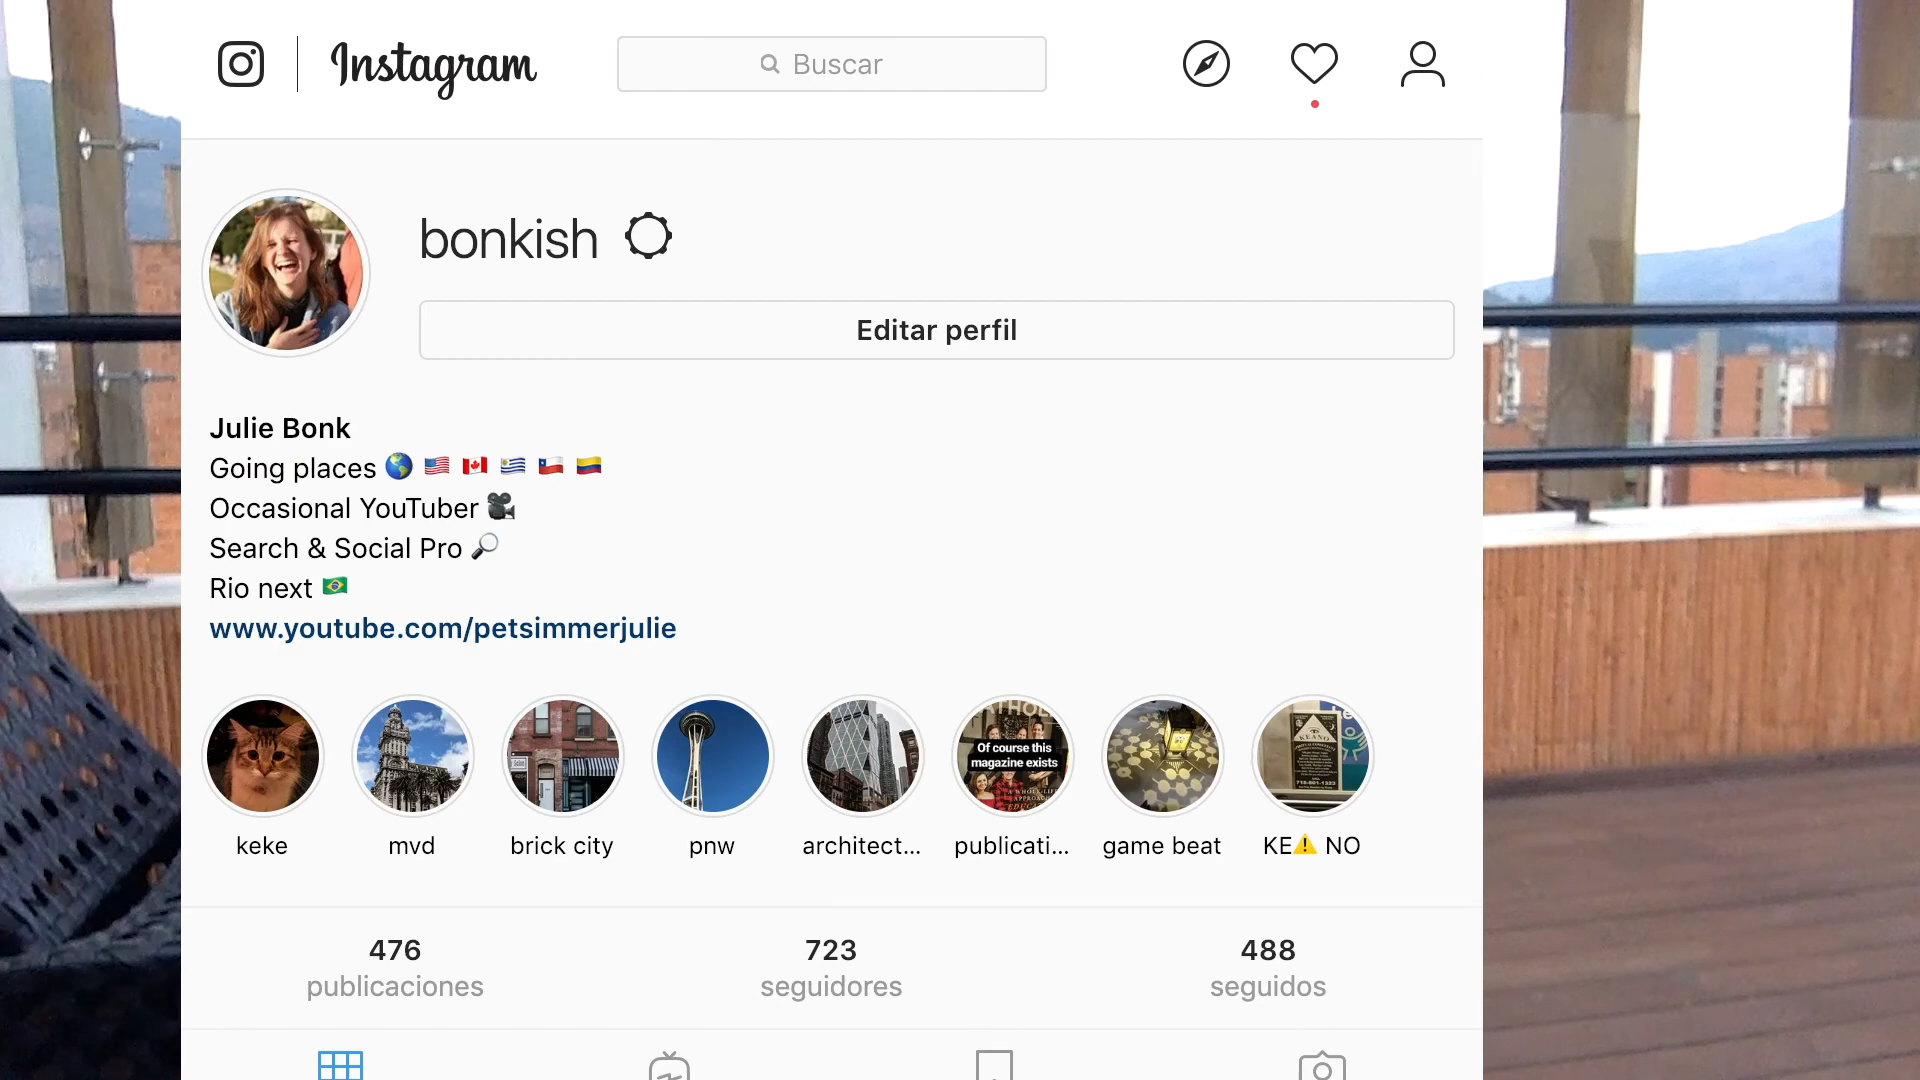 Instagram
Buscar
bonkish
Editar perfil
Julie Bonk
Going places 🌎 🇺🇸 🇨🇦 🇺🇾 🇨🇱 🇨🇴
Occasional YouTuber 🎥
Search & Social Pro 🔎
Rio next 🇧🇷
www.youtube.com/petsimmerjulie
Of course this
magazine exists
KEANO
keke
mvd
brick city
pnw
architect...
publicati...
game beat
KE⚠️ NO
476
publicaciones
723
seguidores
488
seguidos